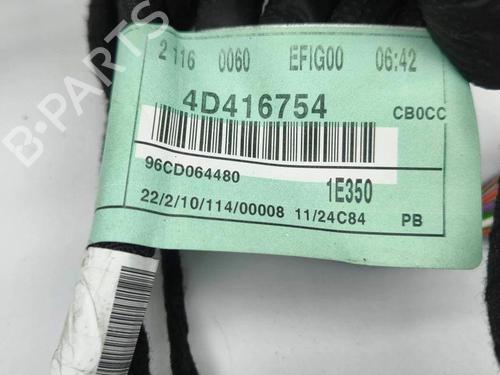 2 116 0060 EFIG00 06:42
4D416754 CB0CC
96CD064480 1E350
22/2/10/114/00008 11/24C84 PB
B-PARTS